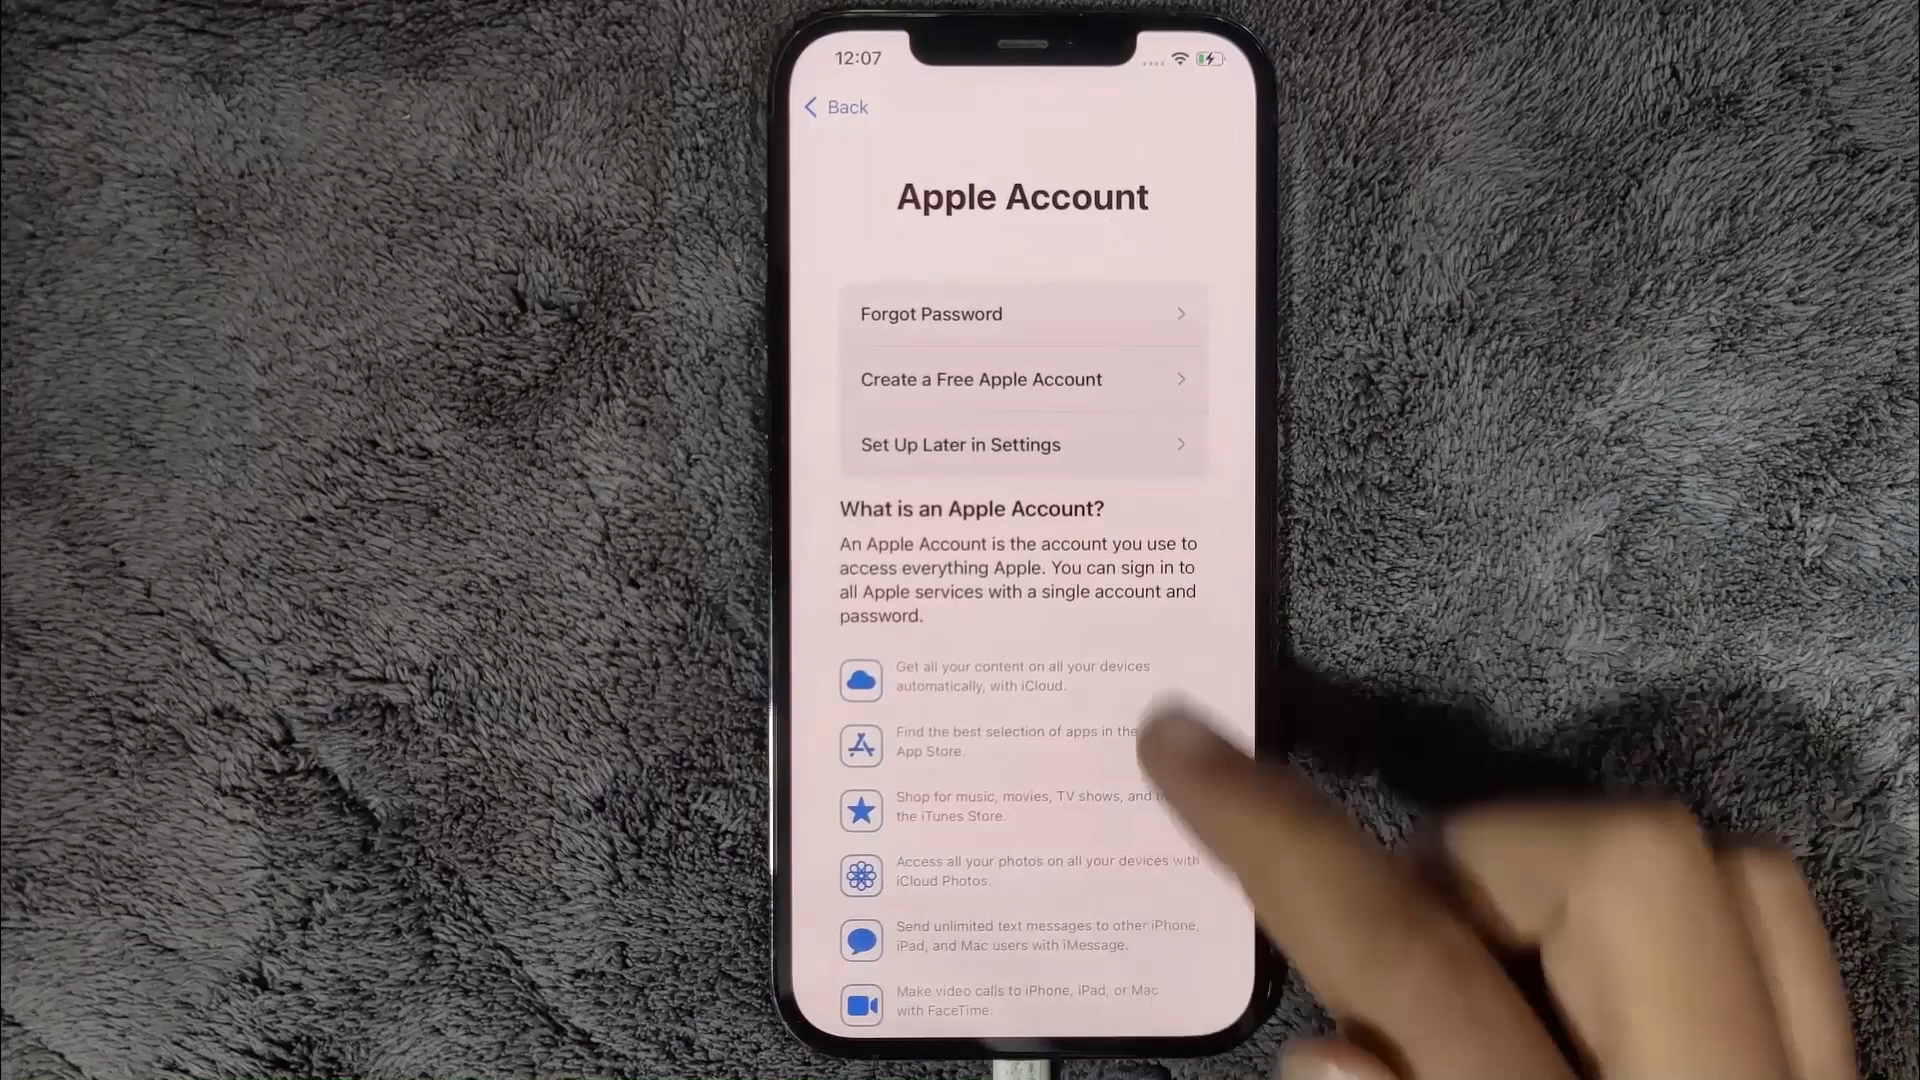 12:07
Back
Apple Account
Forgot Password
Create a Free Apple Account
Set Up Later in Settings
What is an Apple Account?
An Apple Account is the account you use to
access everything Apple. You can sign in to
all Apple services with a single account and
password.
Get all your content on all your devices
automatically, with iCloud.
Find the best selection of apps in the
App Store.
Shop for music, movies, TV shows, and
the iTunes Store.
Access all your photos on all your devices with
iCloud Photos.
Send unlimited text messages to other iPhone,
iPad, and Mac users with iMessage.
Make video calls to iPhone, iPad, or Mac
with FaceTime.